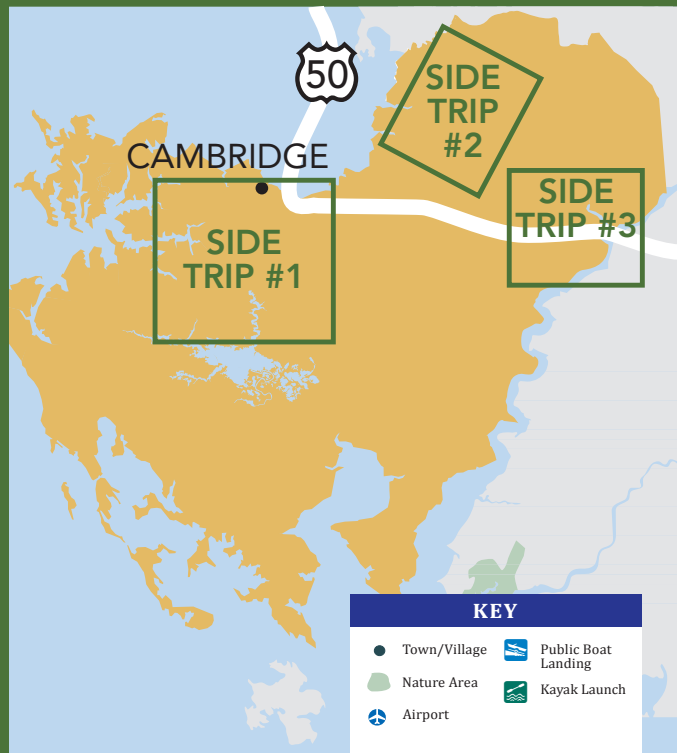 50
SIDE
TRIP
#2
CAMBRIDGE
SIDE
TRIP #3
SIDE
TRIP #1
KEY
Town/Village
Nature Area
Airport
Public Boat
Landing
Kayak Launch